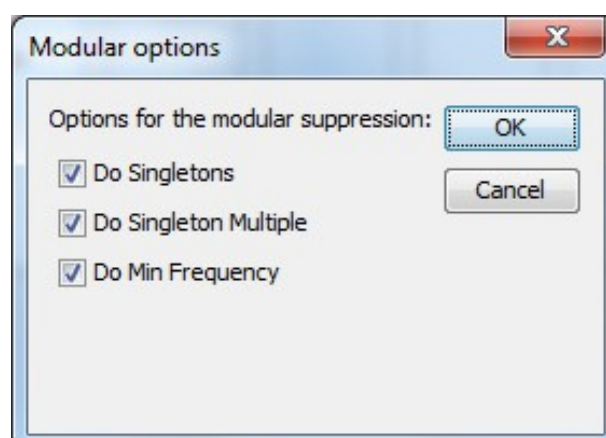 Modular options
Options for the modular suppression:
OK
Do Singletons
Cancel
Do Singleton Multiple
Do Min Frequency